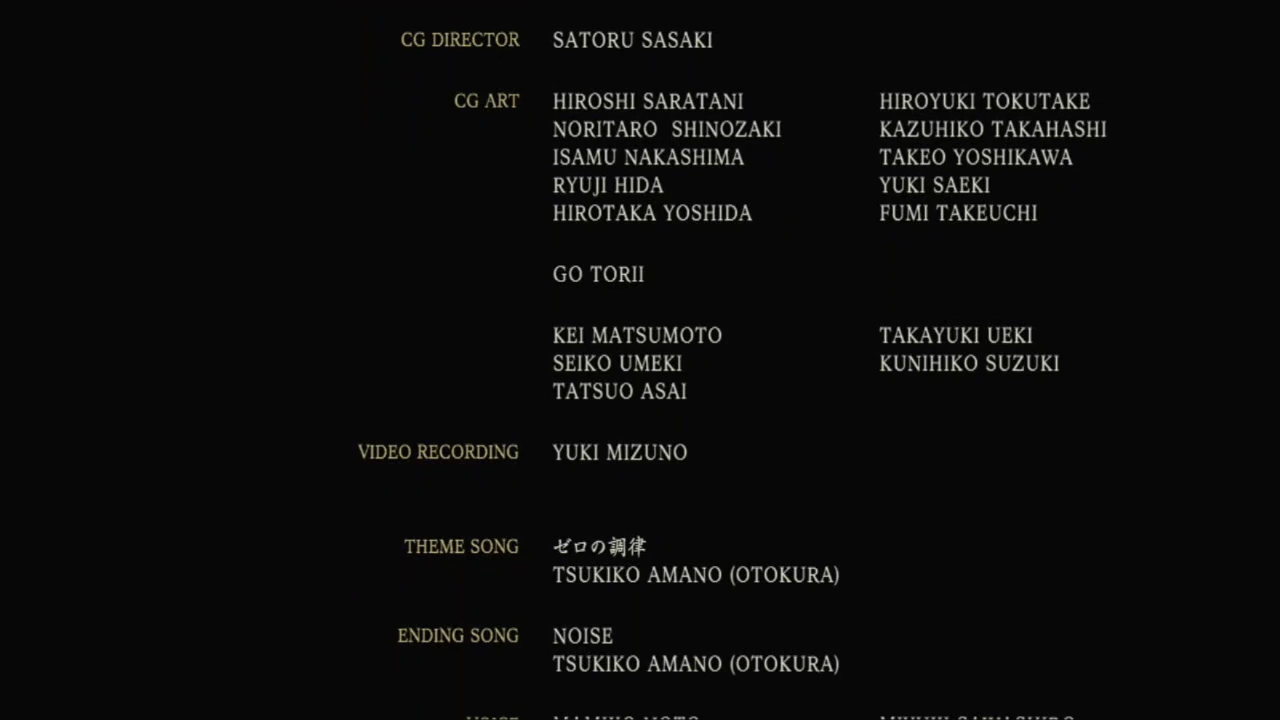 CG DIRECTOR SATORU SASAKI
CG ART HIROSHI SARATANI HIROYUKI TOKUTAKE
NORITARO SHINOZAKI KAZUHIKO TAKAHASHI
ISAMU NAKASHIMA TAKEO YOSHIKAWA
RYUJI HIDA YUKI SAEKI
HIROTAKA YOSHIDA FUMI TAKEUCHI
GO TORII
KEI MATSUMOTO TAKAYUKI UEKI
SEIKO UMEKI KUNIHIKO SUZUKI
TATSUO ASAI
VIDEO RECORDING YUKI MIZUNO
THEME SONG ゼロの調律
TSUKIKO AMANO (OTOKURA)
ENDING SONG NOISE
TSUKIKO AMANO (OTOKURA)